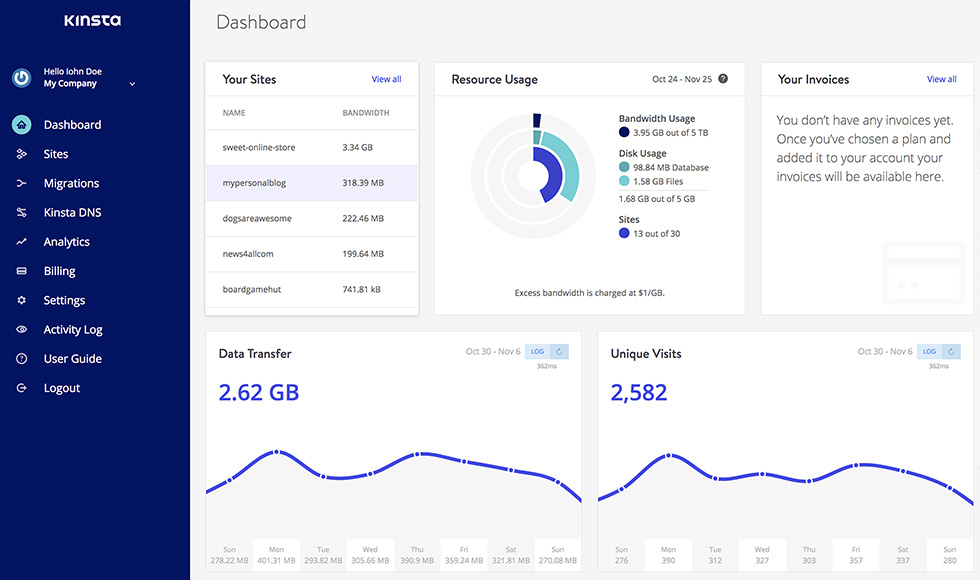 KINSTA
Hello John Doe
My Company
Dashboard
Sites
Migrations
Kinsta DNS
Analytics
Billing
Settings
Activity Log
User Guide
Logout
Dashboard
Your Sites View all
NAME BANDWIDTH
sweet-online-store 3.34 GB
mypersonalblog 318.39 MB
dogsareawesome 222.46 MB
news4allcom 199.64 MB
boardgamehut 741.81 kB
Resource Usage Oct 24 - Nov 25 ?
Bandwidth Usage
3.95 GB out of 5 TB
Disk Usage
98.84 MB Database
1.58 GB Files
1.68 GB out of 5 GB
Sites
13 out of 30
Excess bandwidth is charged at $1/GB.
Your Invoices View all
You don't have any invoices yet.
Once you've chosen a plan and
added it to your account your
invoices will be available here.
Data Transfer Oct 30 - Nov 6 LOG
362ms
2.62 GB
Sun Mon Tue Wed Thu Fri Sat Sun
278.22 MB 401.31 MB 293.82 MB 305.66 MB 390.9 MB 359.24 MB 321.81 MB 270.08 MB
Unique Visits Oct 30 - Nov 6 LOG
362ms
2,582
Sun Mon Tue Wed Thu Fri Sat Sun
276 390 312 327 303 357 337 280